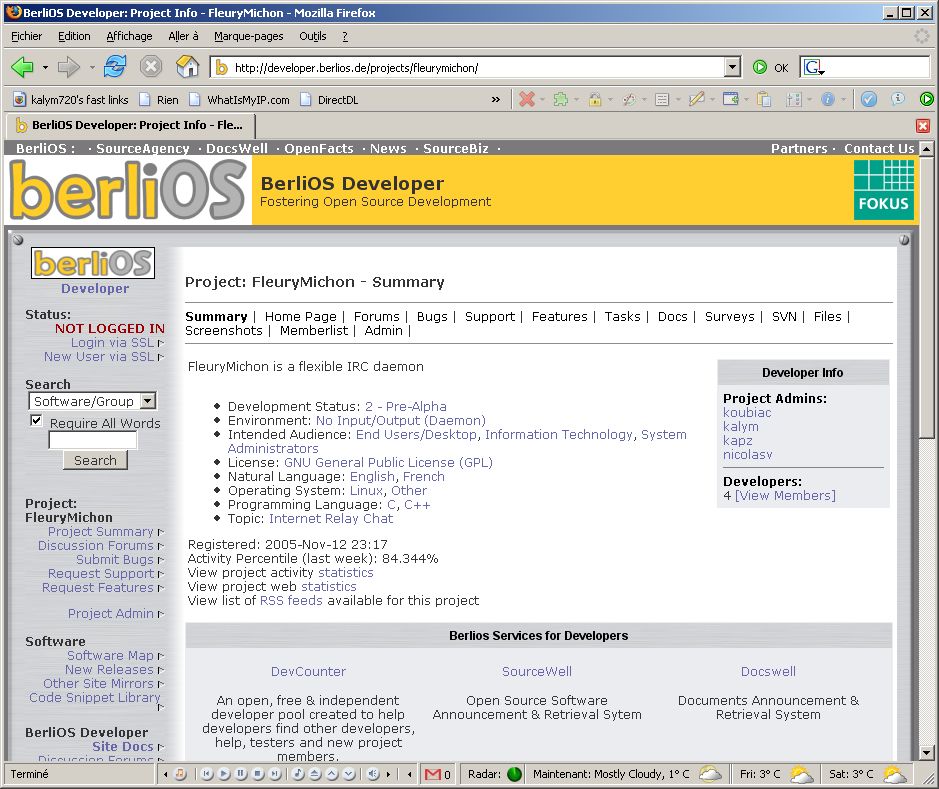 BerliOS Developer: Project Info - FleuryMichon - Mozilla Firefox
Fichier Edition Affichage Aller à Marque-pages Outils ?
http://developer.berlios.de/projects/fleurymichon/ OK G
kalym720's fast links Rien WhatIsMyIP.com DirectDL »
BerliOS Developer: Project Info - Fle...
BerliOS : · SourceAgency · DocsWell · OpenFacts · News · SourceBiz · Partners · Contact Us
berliOS
BerliOS Developer
Fostering Open Source Development
FOKUS
berliOS
Developer
Status:
NOT LOGGED IN
Login via SSL
New User via SSL
Search
Software/Group
Require All Words
Search
Project:
FleuryMichon
Project Summary
Discussion Forums
Submit Bugs
Request Support
Request Features
Project Admin
Software
Software Map
New Releases
Other Site Mirrors
Code Snippet Library
BerliOS Developer
Site Docs
Discussion Forums
Project: FleuryMichon - Summary
Summary | Home Page | Forums | Bugs | Support | Features | Tasks | Docs | Surveys | SVN | Files |
Screenshots | Memberlist | Admin |
FleuryMichon is a flexible IRC daemon
Development Status: 2 - Pre-Alpha
Environment: No Input/Output (Daemon)
Intended Audience: End Users/Desktop, Information Technology, System
Administrators
License: GNU General Public License (GPL)
Natural Language: English, French
Operating System: Linux, Other
Programming Language: C, C++
Topic: Internet Relay Chat
Registered: 2005-Nov-12 23:17
Activity Percentile (last week): 84.344%
View project activity statistics
View project web statistics
View list of RSS feeds available for this project
Developer Info
Project Admins:
koubiac
kalym
kapz
nicolasv
Developers:
4 [View Members]
Berlios Services for Developers
DevCounter
An open, free & independent
developer pool created to help
developers find other developers,
help, testers and new project
members.
SourceWell
Open Source Software
Announcement & Retrieval Sytem
Docswell
Documents Announcement &
Retrieval System
Terminé 0 Radar: Maintenant: Mostly Cloudy, 1° C Fri: 3° C Sat: 3° C